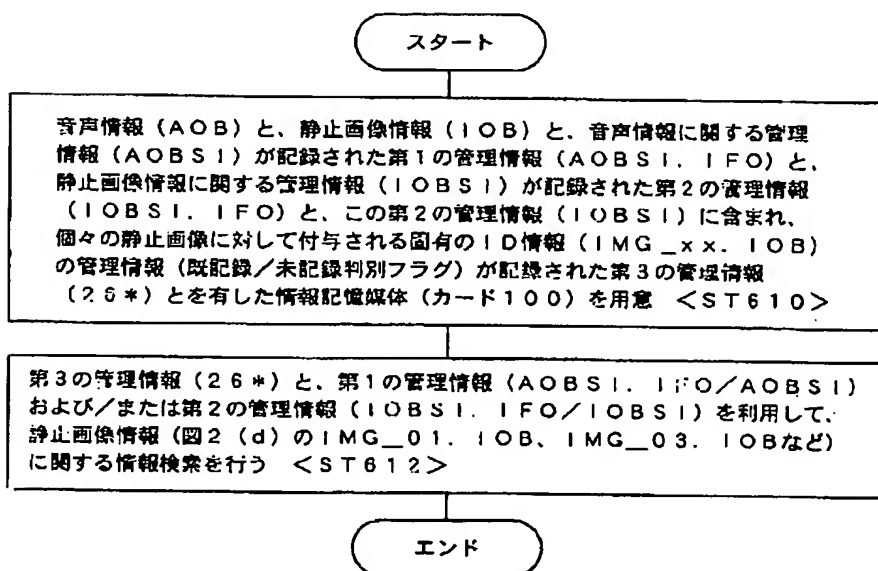 スタート
音声情報（ＡＯＢ）と、静止画像情報（ＩＯＢ）と、音声情報に関する管理
情報（ＡＯＢＳＩ）が記録された第１の管理情報（ＡＯＢＳＩ．ＩＦＯ）と、
静止画像情報に関する管理情報（ＩＯＢＳＩ）が記録された第２の管理情報
（ＩＯＢＳＩ．ＩＦＯ）と、この第２の管理情報（ＩＯＢＳＩ）に含まれ、
個々の静止画像に対して付与される固有のＩＤ情報（ＩＭＧ＿ｘｘ．ＩＯＢ）
の管理情報（既記録／未記録判別フラグ）が記録された第３の管理情報
（２６＊）とを有した情報記憶媒体（カード１００）を用意 ＜ＳＴ６１０＞
第３の管理情報（２６＊）と、第１の管理情報（ＡＯＢＳＩ．ＩＦＯ／ＡＯＢＳＩ）
および／または第２の管理情報（ＩＯＢＳＩ．ＩＦＯ／ＩＯＢＳＩ）を利用して、
静止画像情報（図２（ｄ）のＩＭＧ＿０１．ＩＯＢ、ＩＭＧ＿０３．ＩＯＢなど）
に関する情報検索を行う ＜ＳＴ６１２＞
エンド